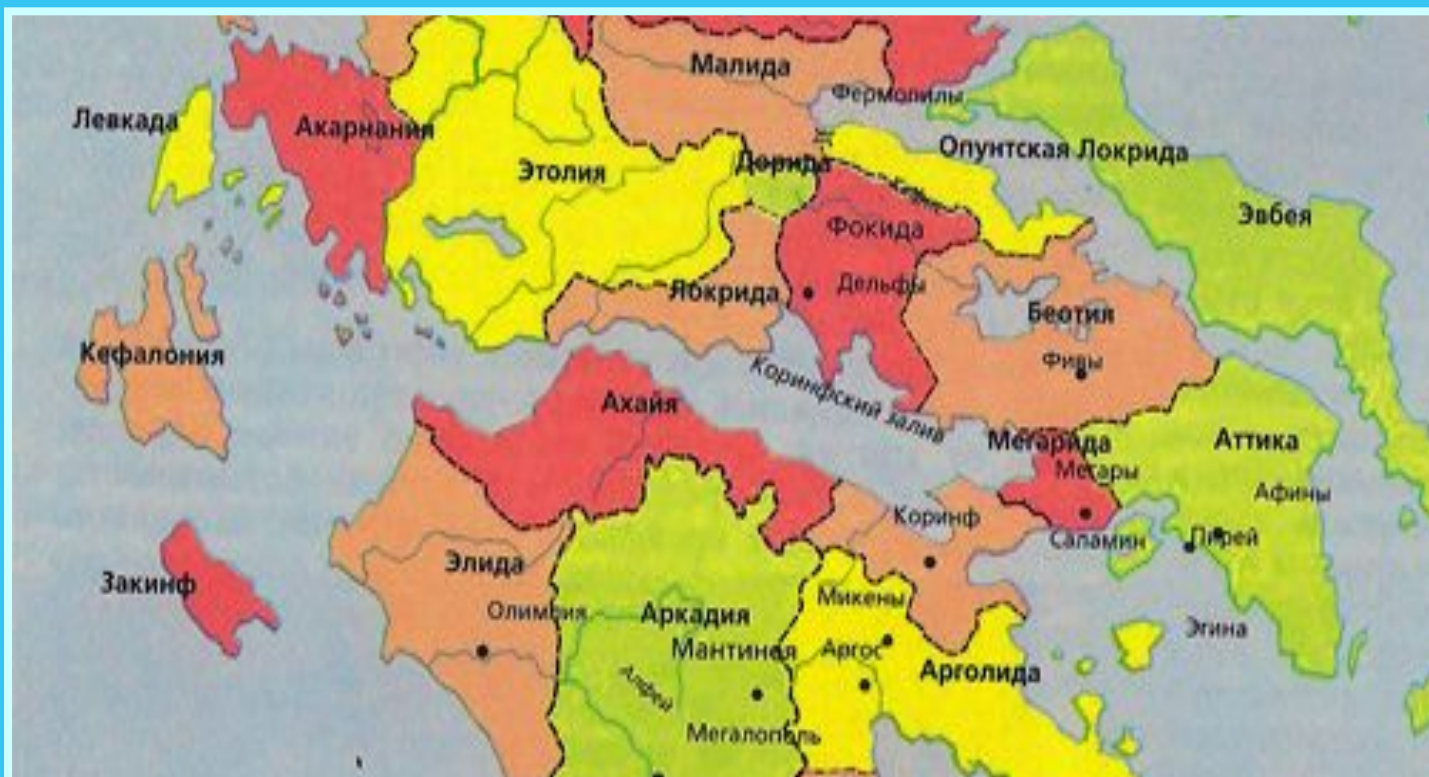 Малида
Фермопилы
Левкада
Акарнания
Опунтская Локрида
Этолия
Дорида
Эвбея
Фокида
Дельфы
Локрида
Беотия
Кефалония
Фивы
Коринфский залив
Ахайя
Мегарида
Аттика
Мегары
Афины
Коринф
Саламин
Пирей
Элида
Закинф
Олимпия
Микены
Аркадия
Эгина
Мантинея
Аргос
Арголида
Алфей
Мегалополь